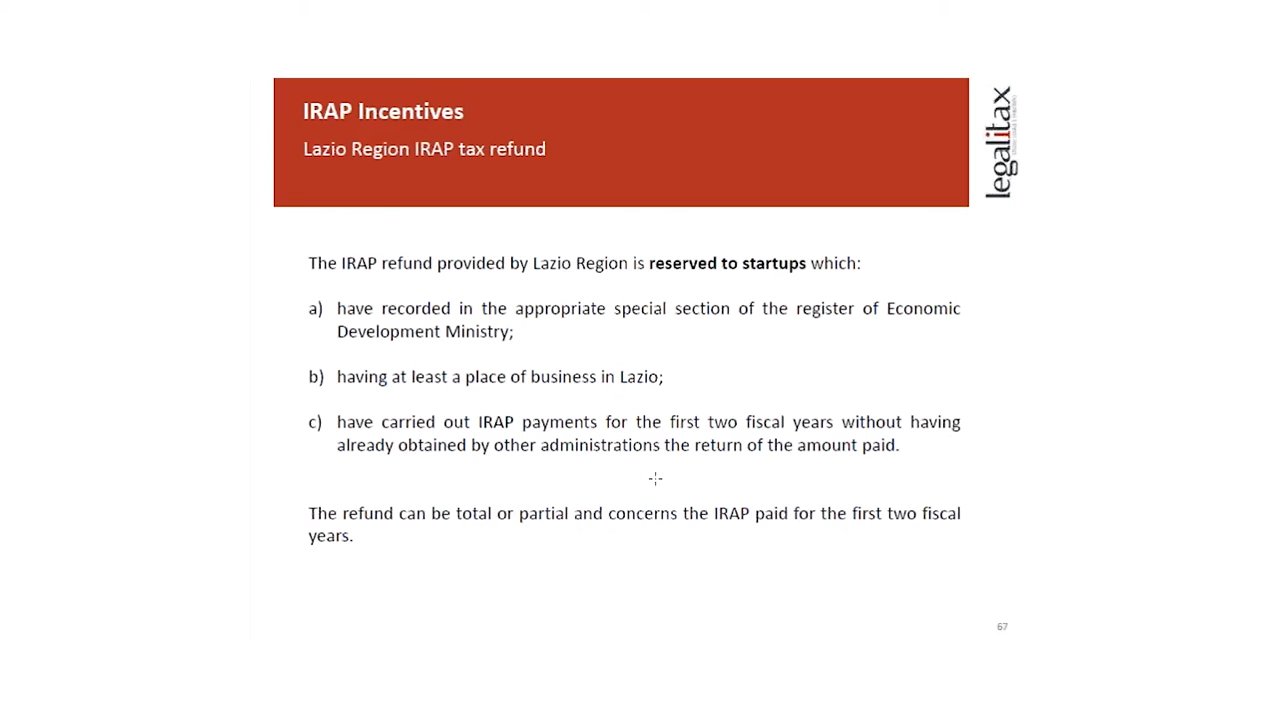 IRAP Incentives
Lazio Region IRAP tax refund
legalitax
The IRAP refund provided by Lazio Region is reserved to startups which:
a) have recorded in the appropriate special section of the register of Economic
Development Ministry;
b) having at least a place of business in Lazio;
c) have carried out IRAP payments for the first two fiscal years without having
already obtained by other administrations the return of the amount paid.
The refund can be total or partial and concerns the IRAP paid for the first two fiscal
years.
67